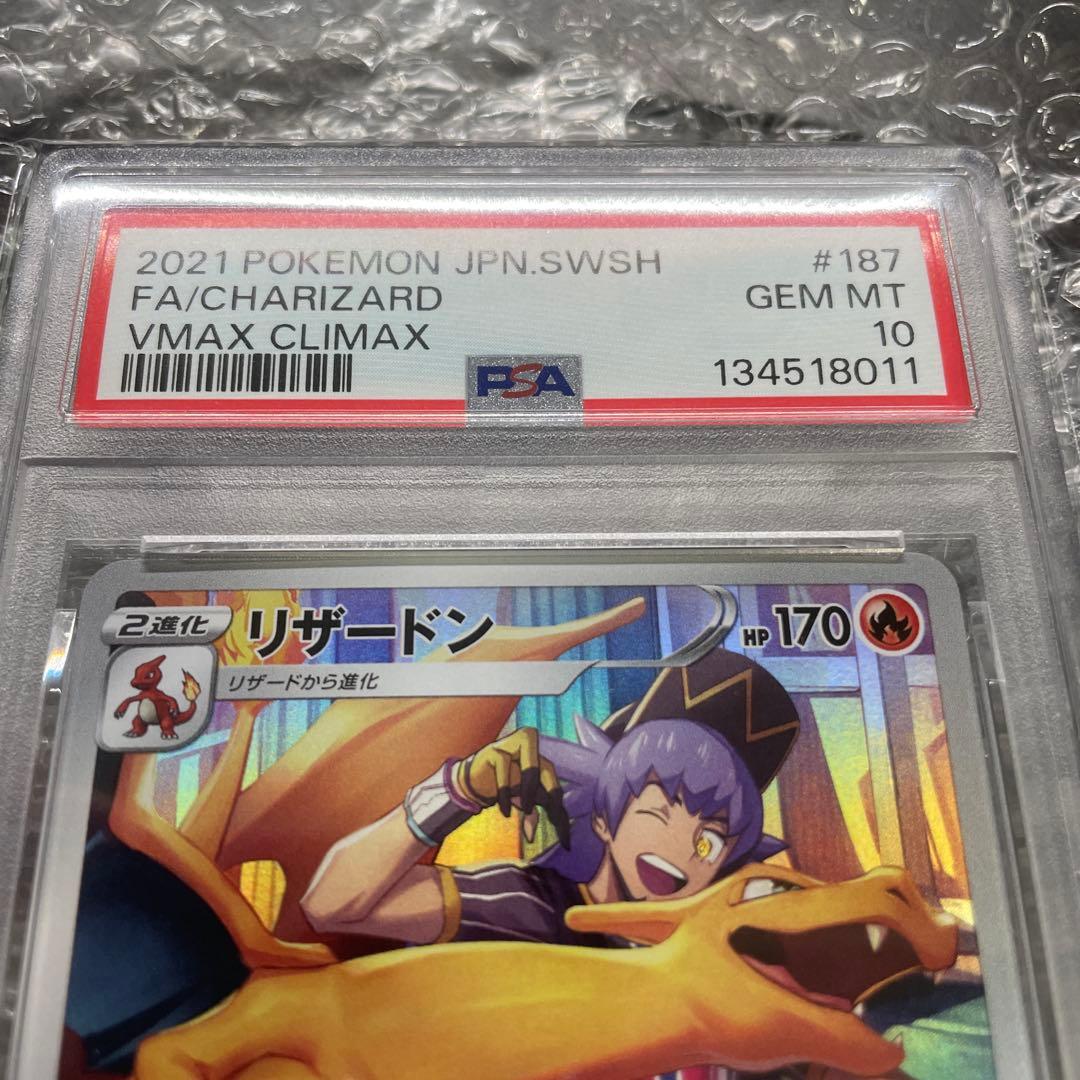 2021 POKEMON JPN.SWSH #187
FA/CHARIZARD GEM MT
VMAX CLIMAX 10
PSA 134518011
2進化 リザードン HP 170
リザードから進化